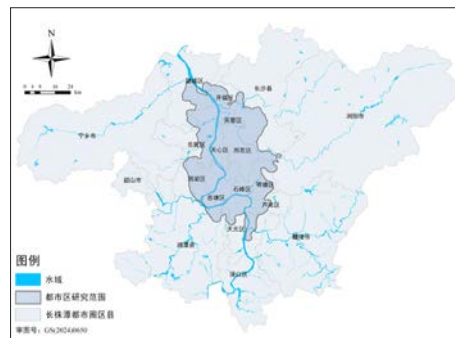 N
km
望城区
开福区
长沙县
浏阳市
芙蓉区
宁乡市
岳麓区
天心区
雨花区
韶山市
雨湖区
石峰区
荷塘区
岳塘区
芦淞区
天元区
湘潭县
醴陵市
渌口区
图例
水域
都市区研究范围
长株潭都市圈区县
审图号：GS(2024)0650